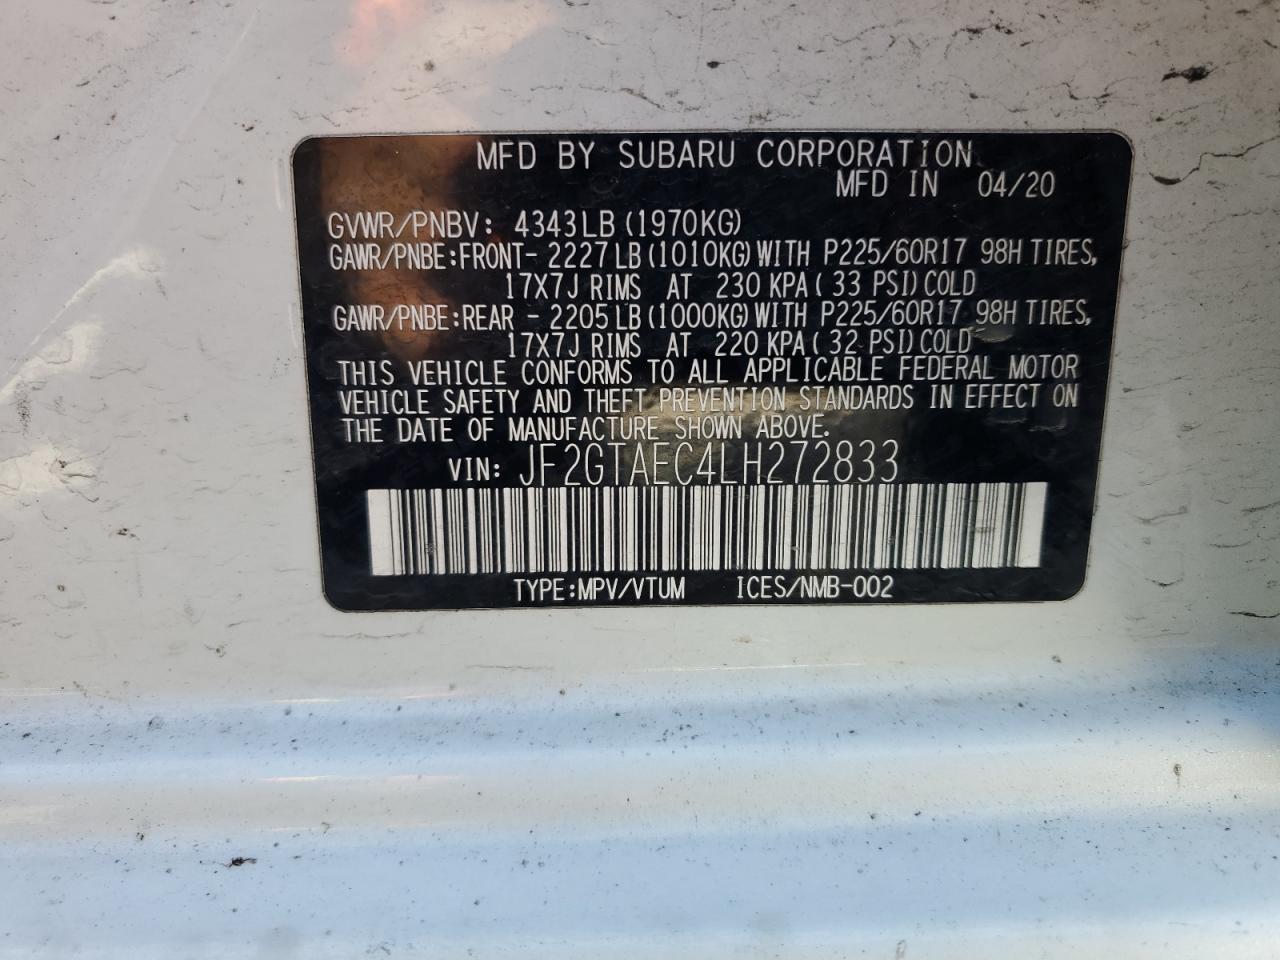 MFD BY SUBARU CORPORATION
MFD IN 04/20
GVWR/PNBV: 4343LB (1970KG)
GAWR/PNBE:FRONT- 2227LB (1010KG) WITH P225/60R17 98H TIRES,
17X7J RIMS AT 230 KPA ( 33 PSI) COLD
GAWR/PNBE:REAR - 2205LB (1000KG) WITH P225/60R17 98H TIRES,
17X7J RIMS AT 220 KPA ( 32 PSI) COLD
THIS VEHICLE CONFORMS TO ALL APPLICABLE FEDERAL MOTOR
VEHICLE SAFETY AND THEFT PREVENTION STANDARDS IN EFFECT ON
THE DATE OF MANUFACTURE SHOWN ABOVE.
VIN: JF2GTAEC4LH272833
TYPE:MPV/VTUM ICES/NMB-002